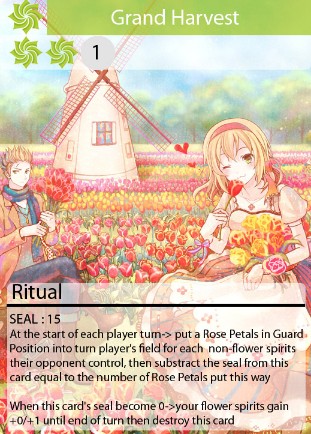 Grand Harvest
1
Ritual
SEAL : 15
At the start of each player turn-> put a Rose Petals in Guard
Position into turn player's field for each non-flower spirits
their opponent control, then substract the seal from this
card equal to the number of Rose Petals put this way
When this card's seal become 0->your flower spirits gain
+0/+1 until end of turn then destroy this card